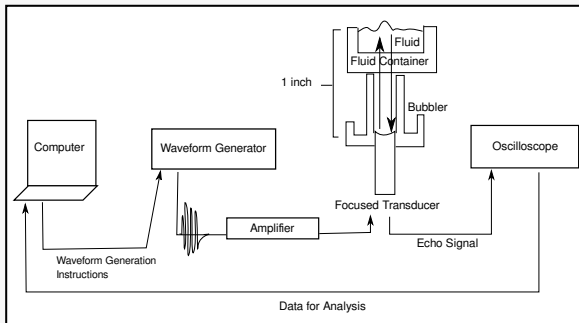 Fluid
Fluid Container
1 inch
Bubbler
Computer
Waveform Generator
Oscilloscope
Focused Transducer
Amplifier
Echo Signal
Waveform Generation
Instructions
Data for Analysis